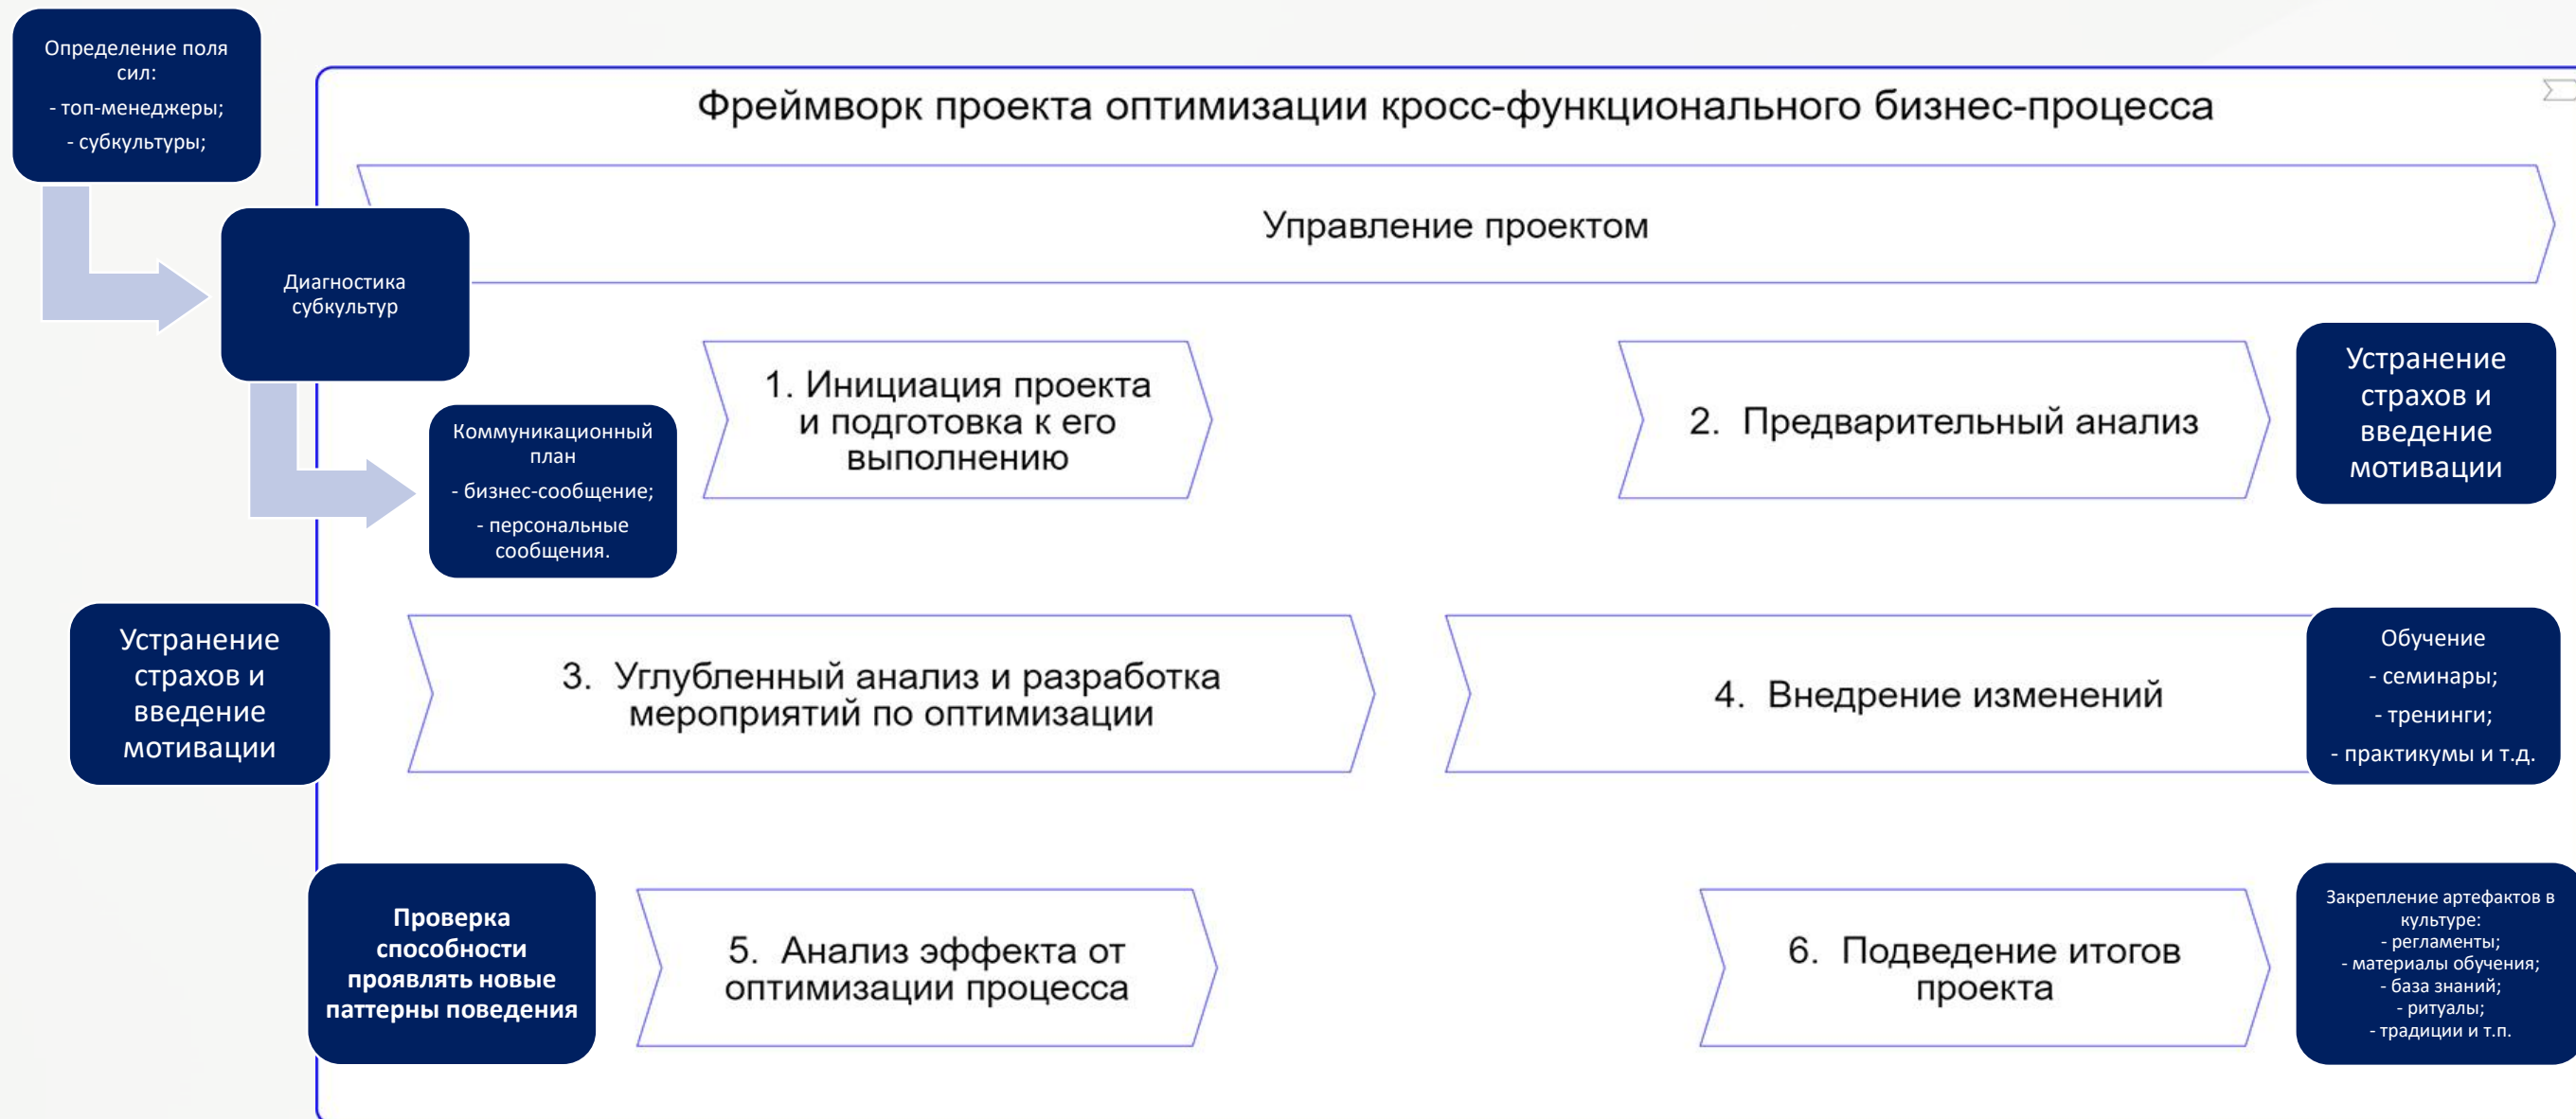 Определение поля
сил:
- топ-менеджеры;
- субкультуры;
Фреймворк проекта оптимизации кросс-функционального бизнес-процесса
Управление проектом
Диагностика
субкультур
Коммуникационный
план
- бизнес-сообщение;
- персональные
сообщения.
1. Инициация проекта
и подготовка к его
выполнению
2. Предварительный анализ
Устранение
страхов и
введение
мотивации
Устранение
страхов и
введение
мотивации
3. Углубленный анализ и разработка
мероприятий по оптимизации
4. Внедрение изменений
Обучение
- семинары;
- тренинги;
- практикумы и т.д.
Проверка
способности
проявлять новые
паттерны поведения
5. Анализ эффекта от
оптимизации процесса
6. Подведение итогов
проекта
Закрепление артефактов в
культуре:
- регламенты;
- материалы обучения;
- база знаний;
- ритуалы;
- традиции и т.п.